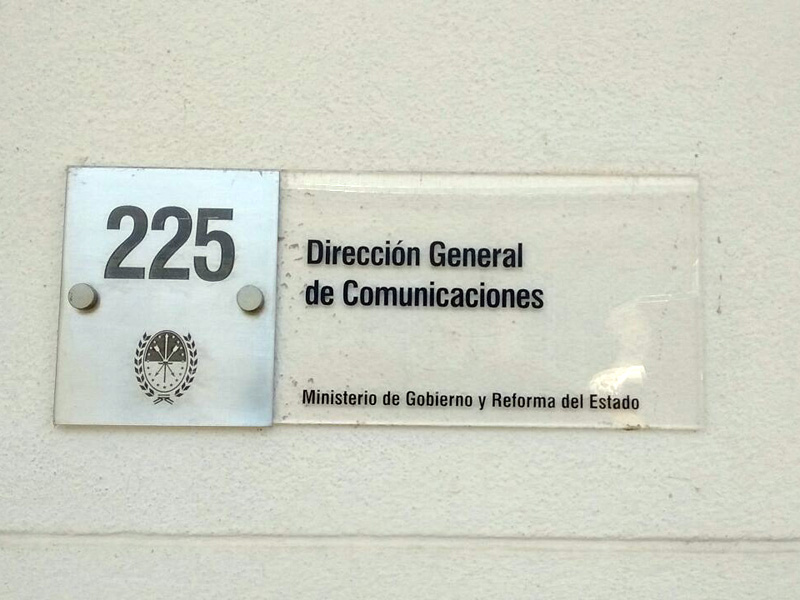 225
Dirección General
de Comunicaciones
Ministerio de Gobierno y Reforma del Estado